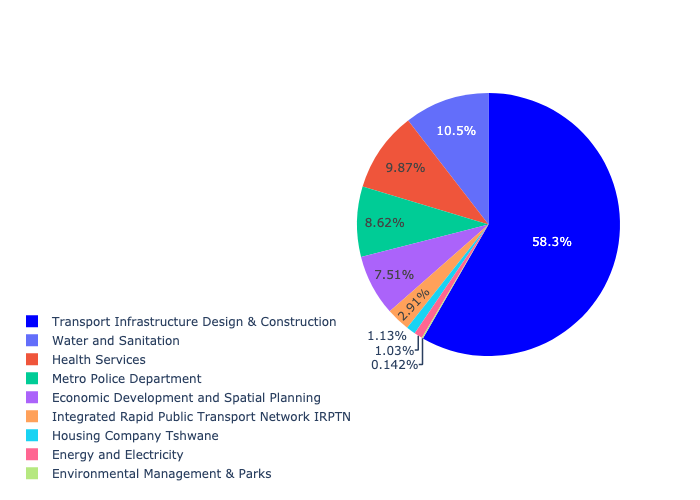 10.5%
9.87%
8.62%
58.3%
7.51%
2.91%
1.13%
1.03%
0.142%
Transport Infrastructure Design & Construction
Water and Sanitation
Health Services
Metro Police Department
Economic Development and Spatial Planning
Integrated Rapid Public Transport Network IRPTN
Housing Company Tshwane
Energy and Electricity
Environmental Management & Parks